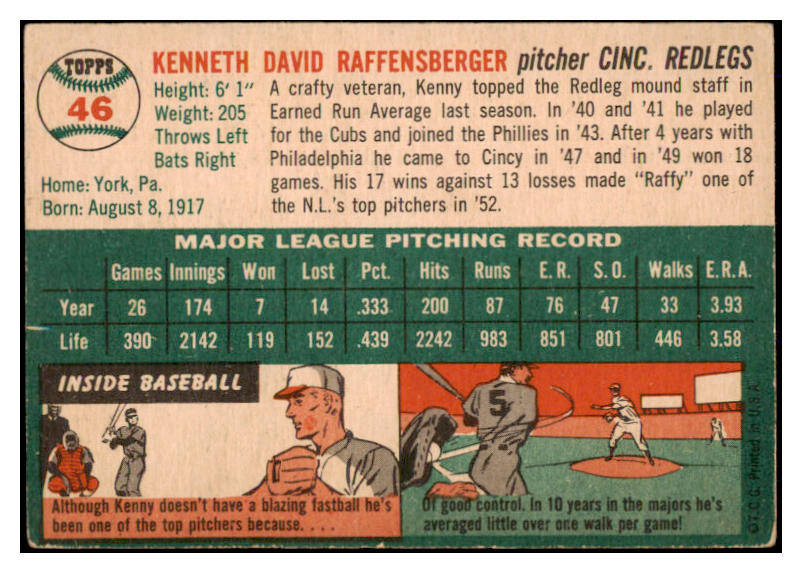 TOPPS
46
KENNETH DAVID RAFFENSBERGER pitcher CINC. REDLEGS
Height: 6' 1"
Weight: 205
Throws Left
Bats Right
Home: York, Pa.
Born: August 8, 1917
A crafty veteran, Kenny topped the Redleg mound staff in
Earned Run Average last season. In '40 and '41 he played
for the Cubs and joined the Phillies in '43. After 4 years with
Philadelphia he came to Cincy in '47 and in '49 won 18
games. His 17 wins against 13 losses made "Raffy" one of
the N.L.'s top pitchers in '52.
MAJOR LEAGUE PITCHING RECORD
Games Innings Won Lost Pct. Hits Runs E.R. S.O. Walks E.R.A.
Year 26 174 7 14 .333 200 87 76 47 33 3.93
Life 390 2142 119 152 .439 2242 983 851 801 446 3.58
INSIDE BASEBALL
Although Kenny doesn't have a blazing fastball he's
been one of the top pitchers because. . . .
5
Of good control. In 10 years in the majors he's
averaged little over one walk per game!
©T.C.G. Printed in U.S.A.